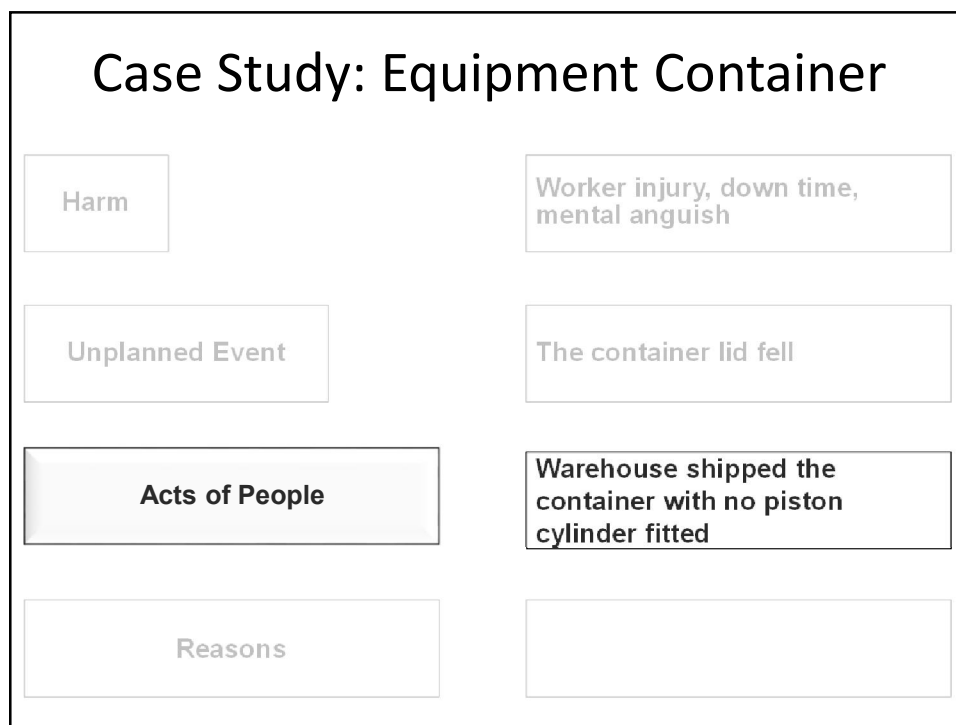 Case Study: Equipment Container
Harm
Worker injury, down time,
mental anguish
Unplanned Event
The container lid fell
Acts of People
Warehouse shipped the
container with no piston
cylinder fitted
Reasons